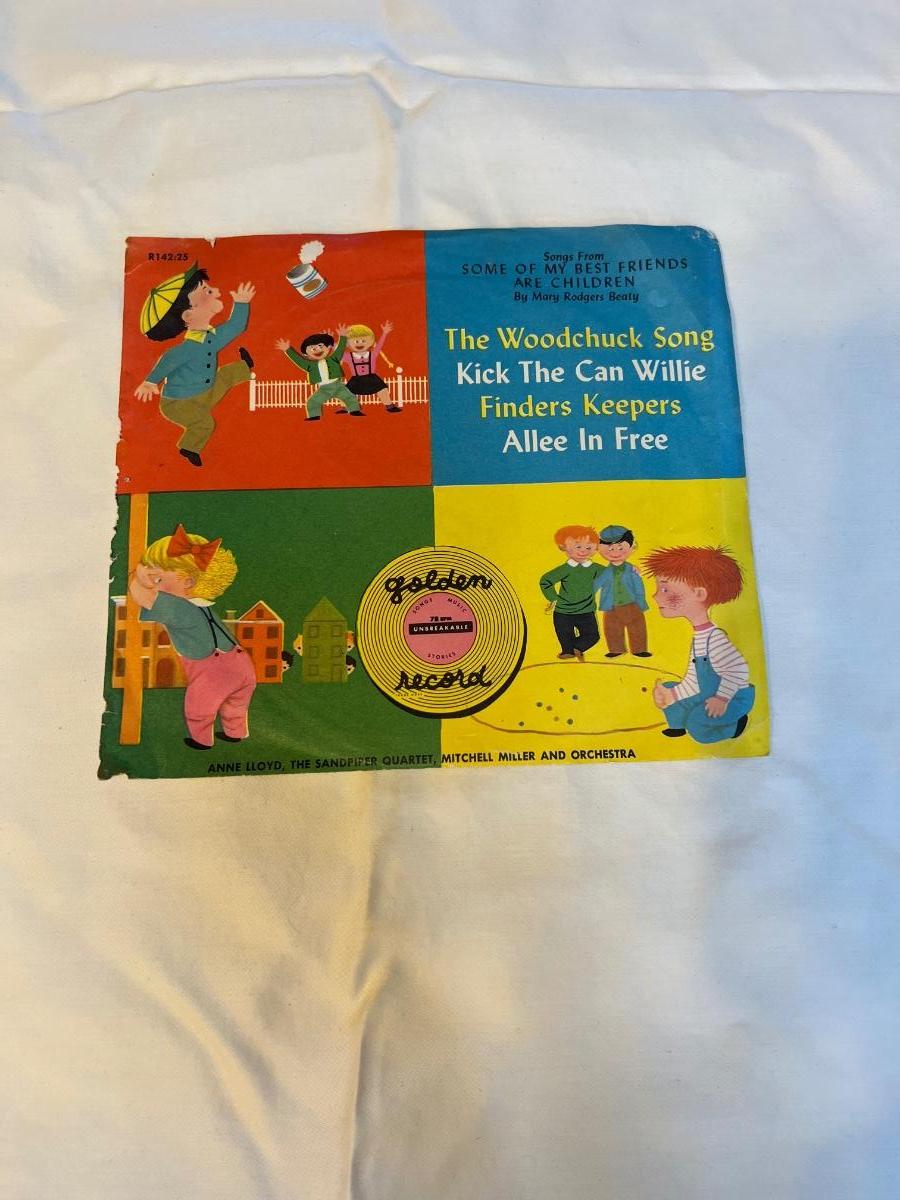 R142:25
Songs From
SOME OF MY BEST FRIENDS
ARE CHILDREN
By Mary Rodgers Beaty
The Woodchuck Song
Kick The Can Willie
Finders Keepers
Allee In Free
golden
SONGS MUSIC
78 RPM
UNBREAKABLE
STORIES
record
ANNE LLOYD, THE SANDPIPER QUARTET, MITCHELL MILLER AND ORCHESTRA